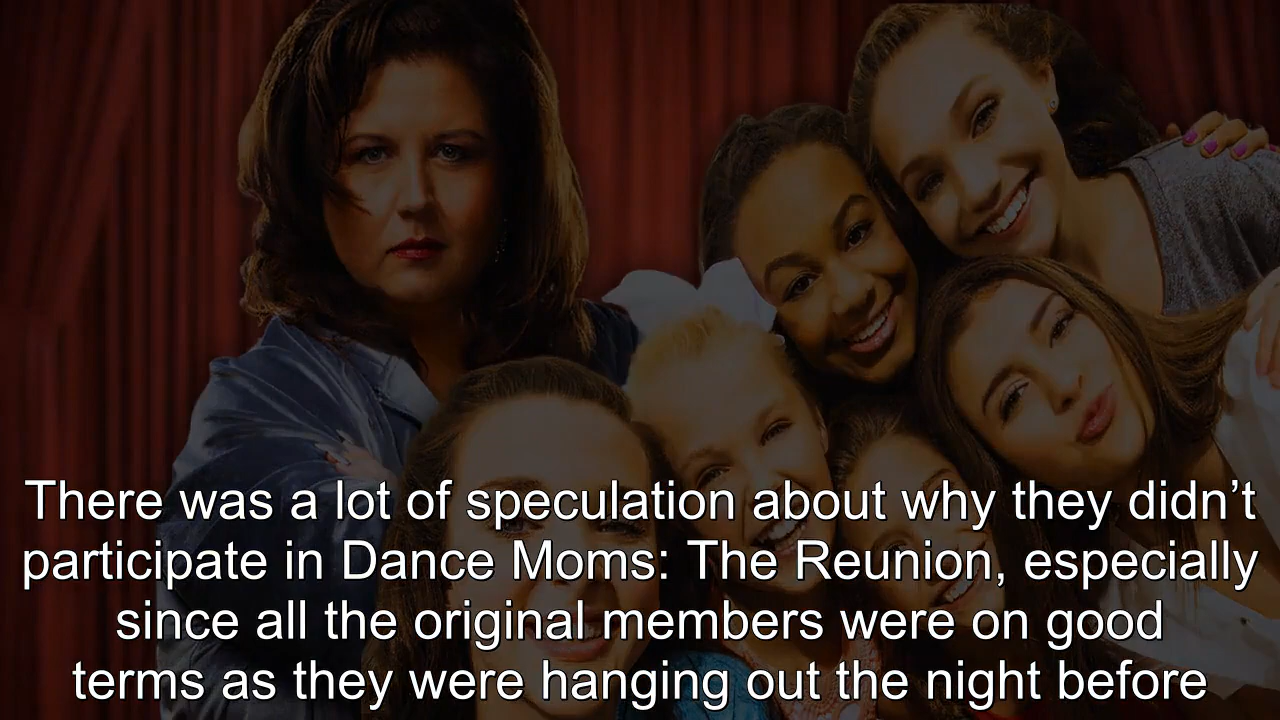 There was a lot of speculation about why they didn’t
participate in Dance Moms: The Reunion, especially
since all the original members were on good
terms as they were hanging out the night before